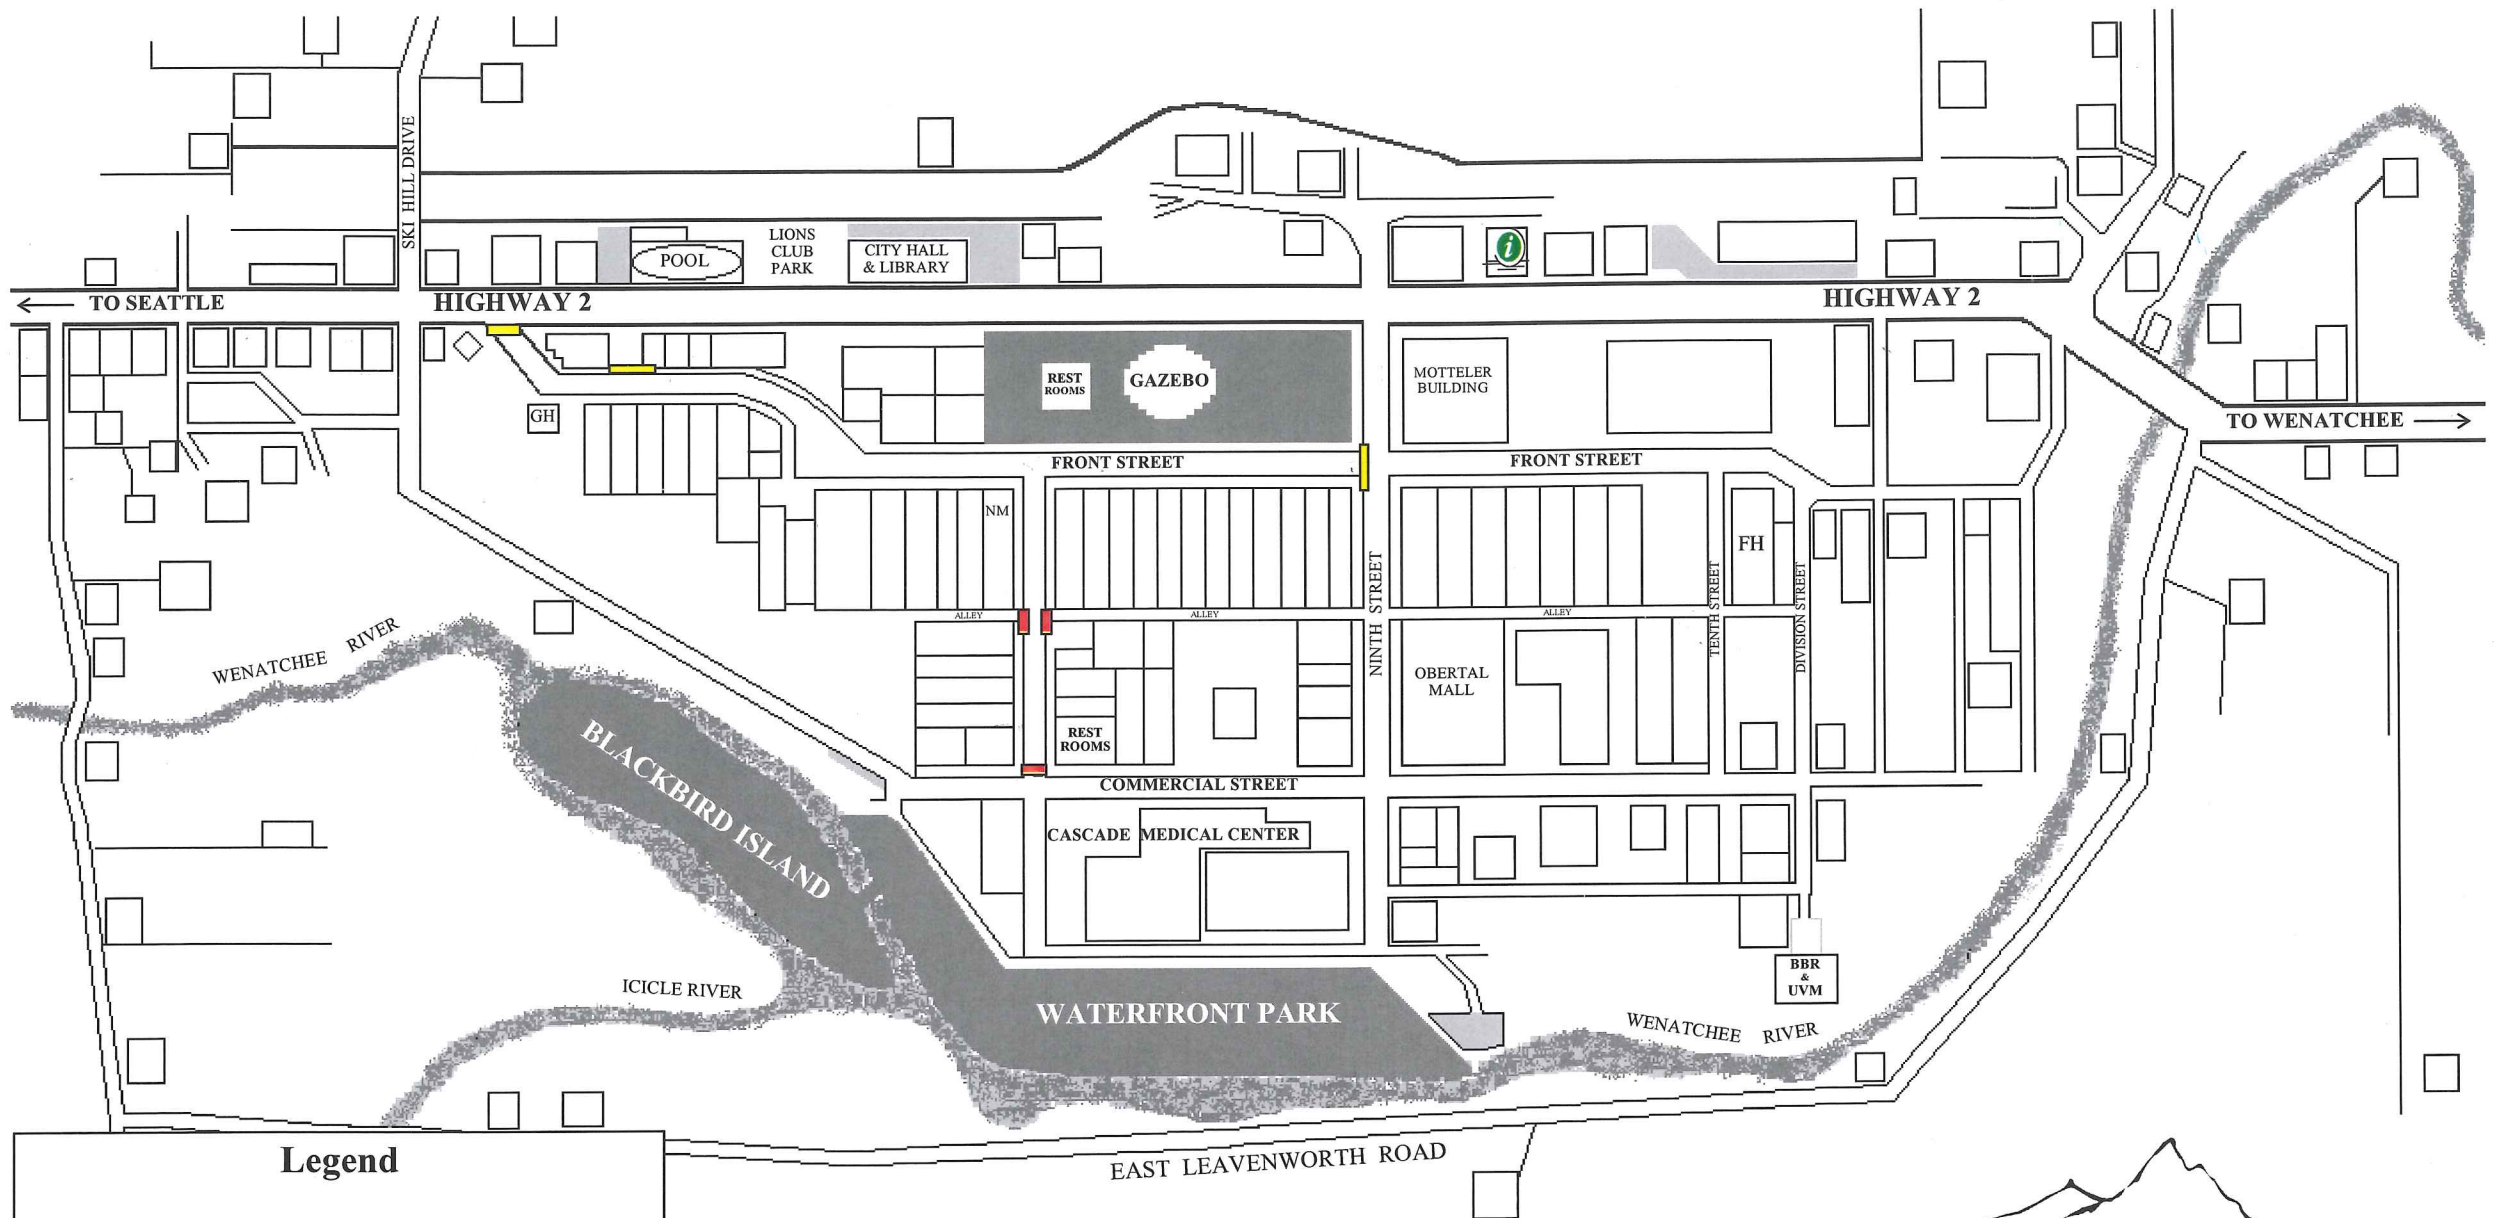 SKI HILL DRIVE
LIONS
CLUB
PARK
POOL
CITY HALL
& LIBRARY
i
TO SEATTLE
HIGHWAY 2
HIGHWAY 2
REST
ROOMS
GAZEBO
MOTTELER
BUILDING
TO WENATCHEE
GH
FRONT STREET
FRONT STREET
NM
FH
NINTH STREET
TENTH STREET
DIVISION STREET
ALLEY
ALLEY
ALLEY
WENATCHEE RIVER
OBERTAL
MALL
REST
ROOMS
BLACKBIRD ISLAND
COMMERCIAL STREET
CASCADE MEDICAL CENTER
ICICLE RIVER
BBR
&
UVM
WATERFRONT PARK
WENATCHEE RIVER
EAST LEAVENWORTH ROAD
Legend